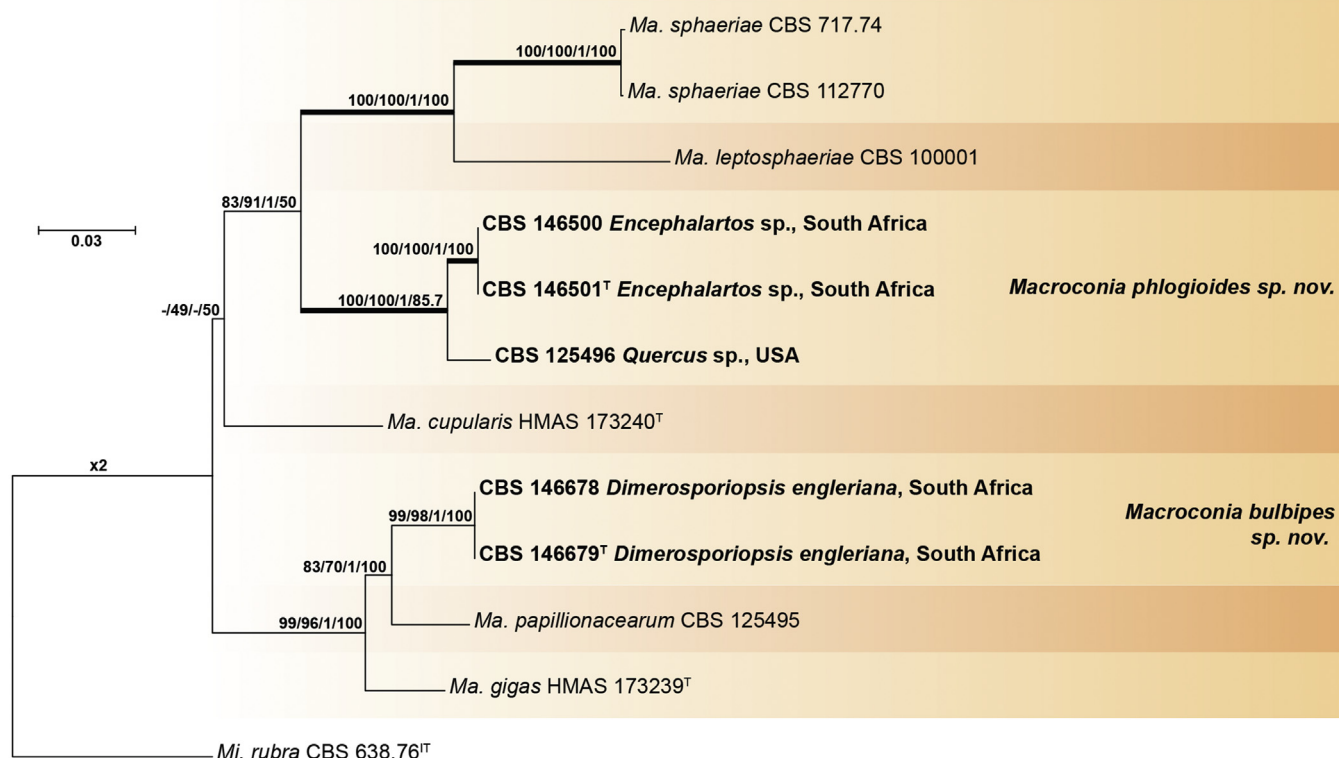 Ma. sphaeriae CBS 717.74
100/100/1/100
Ma. sphaeriae CBS 112770
100/100/1/100
Ma. leptosphaeriae CBS 100001
83/91/1/50
CBS 146500 Encephalartos sp., South Africa
0.03
100/100/1/100
CBS 146501ᵀ Encephalartos sp., South Africa
Macroconia phlogioides sp. nov.
100/100/1/85.7
-/49/-/50
CBS 125496 Quercus sp., USA
Ma. cupularis HMAS 173240ᵀ
x2
CBS 146678 Dimerosporiopsis engleriana, South Africa
Macroconia bulbipes
sp. nov.
99/98/1/100
CBS 146679ᵀ Dimerosporiopsis engleriana, South Africa
83/70/1/100
Ma. papillionacearum CBS 125495
99/96/1/100
Ma. gigas HMAS 173239ᵀ
Mi. rubra CBS 638.76ᴵᵀ